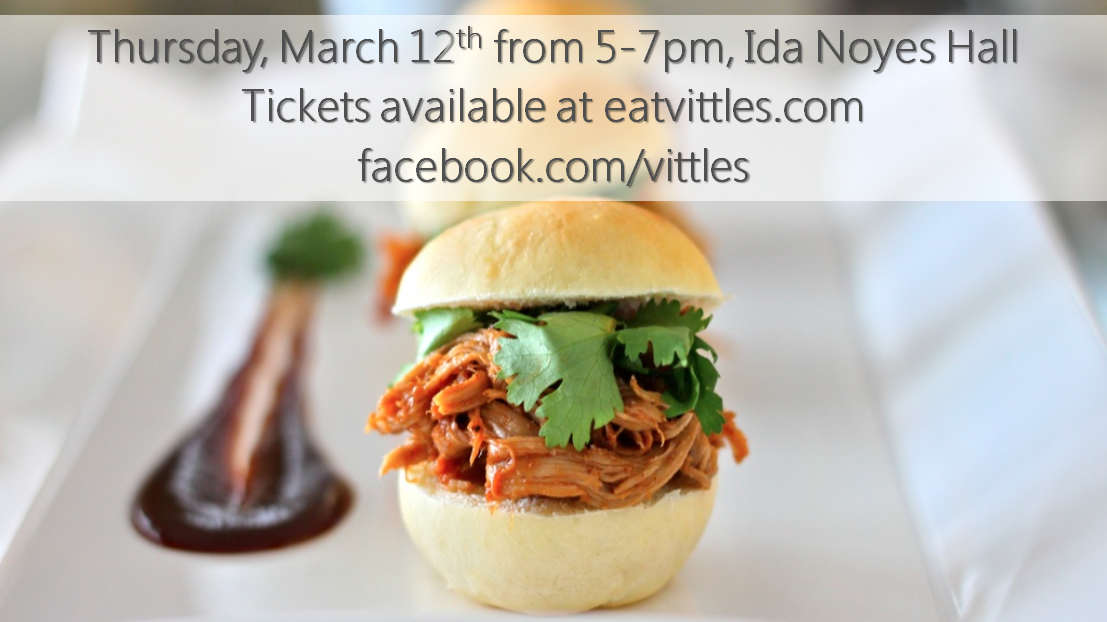 Thursday, March 12th from 5-7pm, Ida Noyes Hall
Tickets available at eatvittles.com
facebook.com/vittles